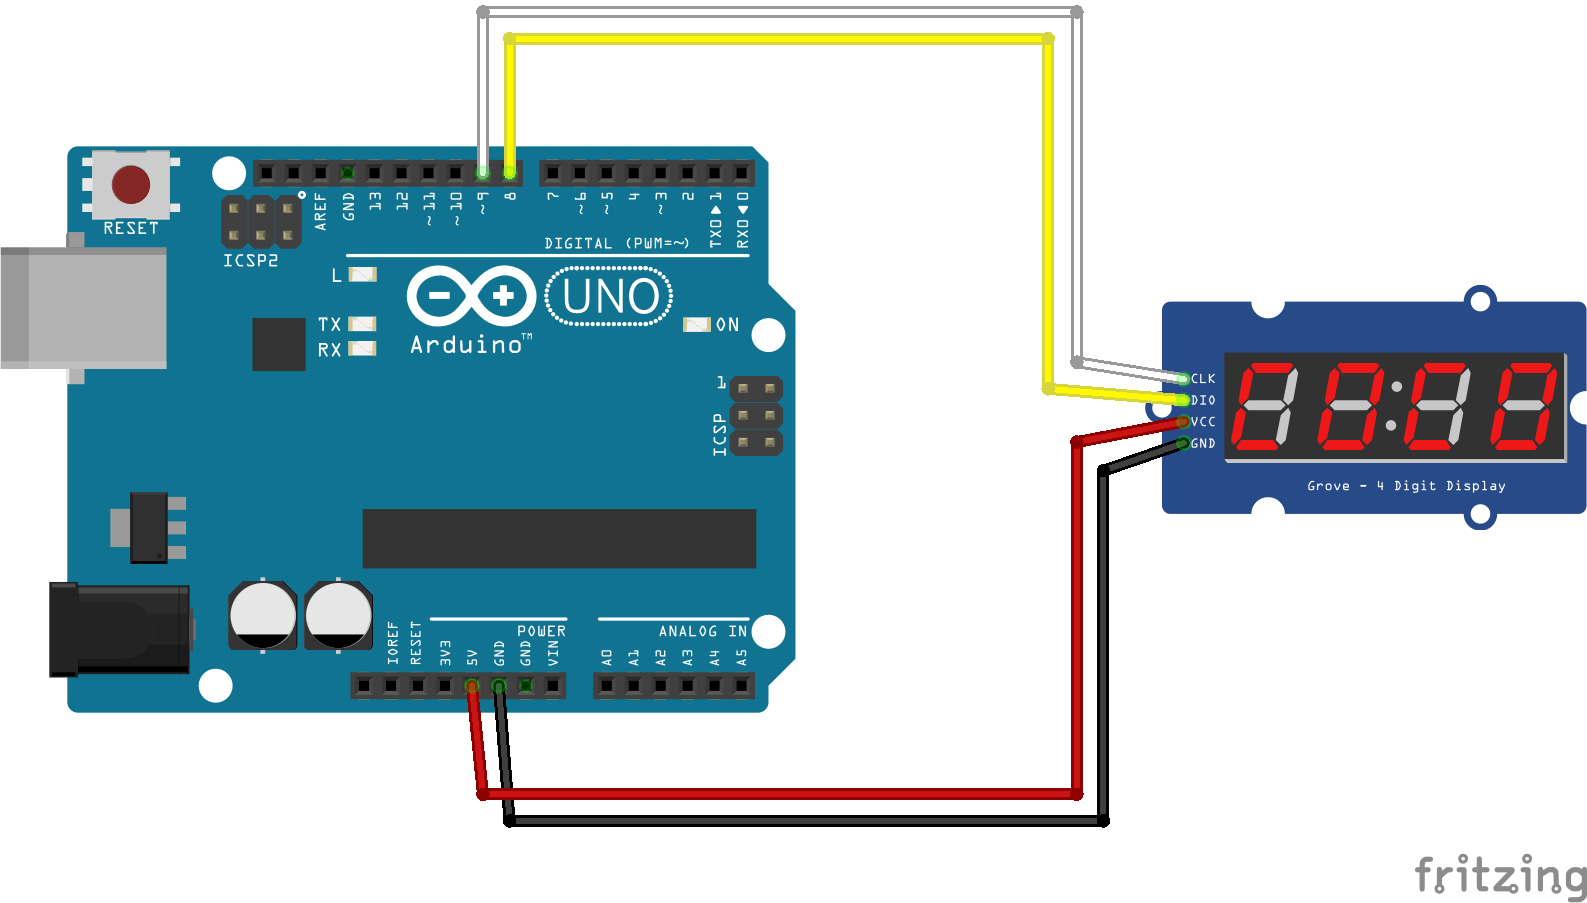 RESET
ICSP2
AREF
GND
13
12
~11
~10
~9
8
7
~6
~5
4
~3
2
TX0▶1
RX0◀0
DIGITAL (PWM=~)
L
TX
RX
UNO
Arduino™
ON
1
ICSP
CLK
DIO
VCC
GND
Grove - 4 Digit Display
IOREF
RESET
3V3
5V
GND
GND
VIN
POWER
ANALOG IN
A0
A1
A2
A3
A4
A5
fritzing